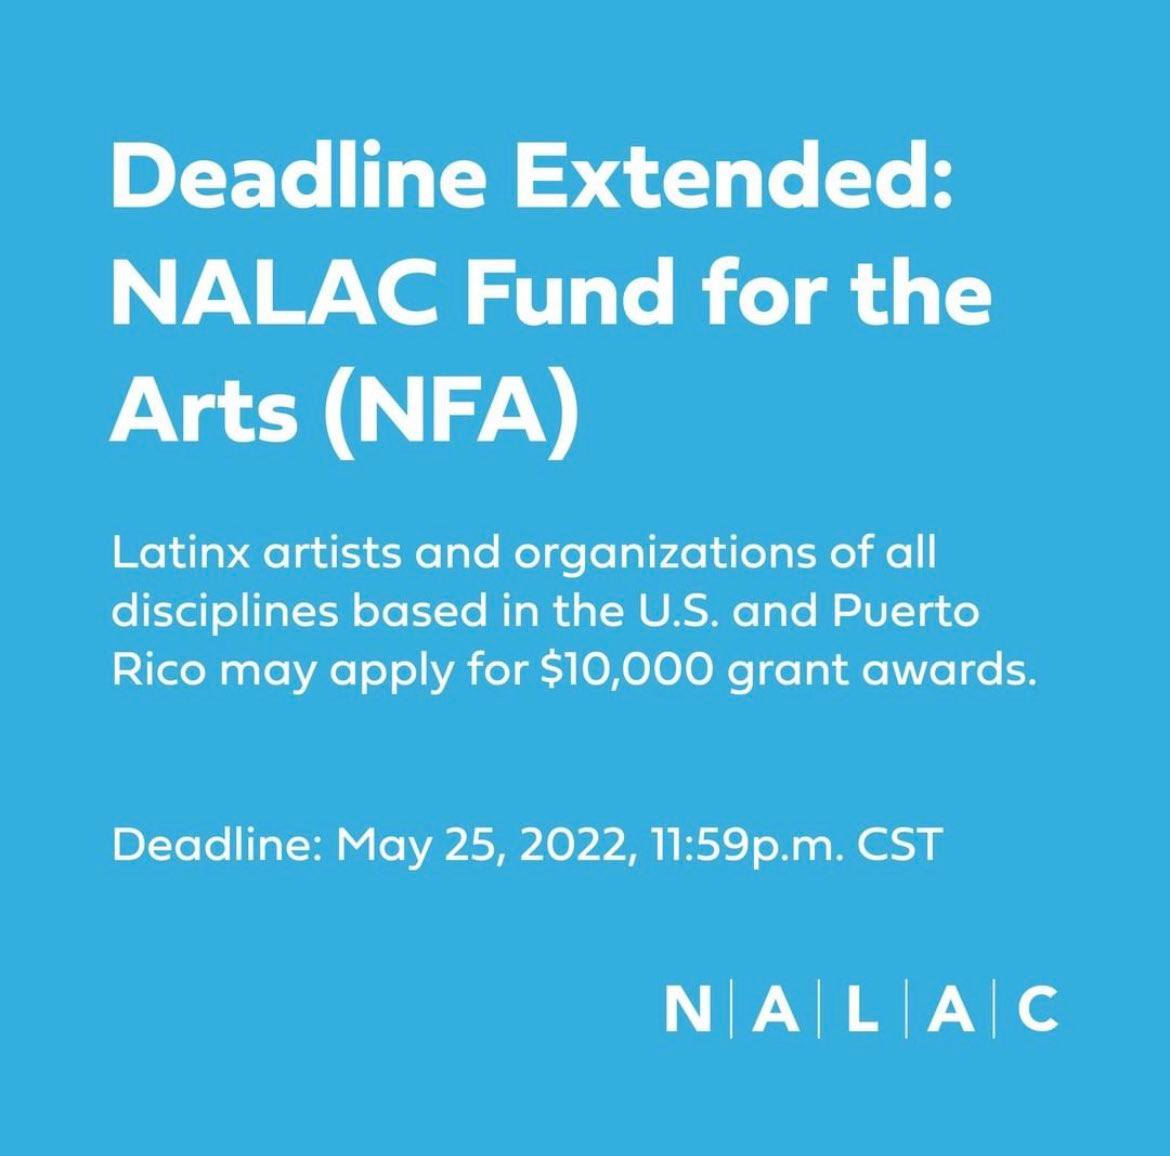 Deadline Extended:
NALAC Fund for the
Arts (NFA)
Latinx artists and organizations of all
disciplines based in the U.S. and Puerto
Rico may apply for $10,000 grant awards.
Deadline: May 25, 2022, 11:59p.m. CST
N|A|L|A|C